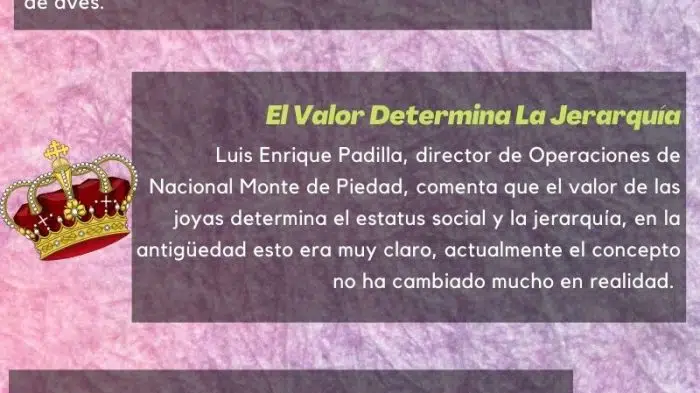 de aves.
El Valor Determina La Jerarquía
Luis Enrique Padilla, director de Operaciones de
Nacional Monte de Piedad, comenta que el valor de las
joyas determina el estatus social y la jerarquía, en la
antigüedad esto era muy claro, actualmente el concepto
no ha cambiado mucho en realidad.